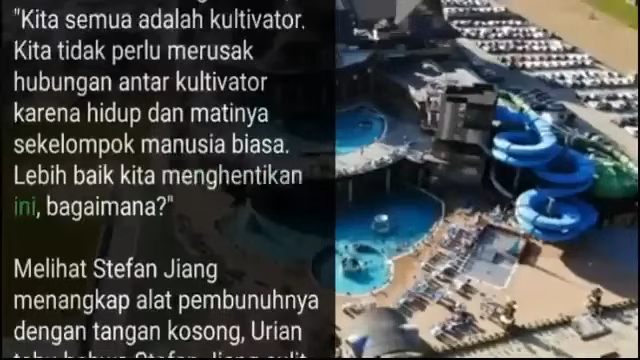 "Kita semua adalah kultivator.
Kita tidak perlu merusak
hubungan antar kultivator
karena hidup dan matinya
sekelompok manusia biasa.
Lebih baik kita menghentikan
ini, bagaimana?"
Melihat Stefan Jiang
menangkap alat pembunuhnya
dengan tangan kosong, Urian